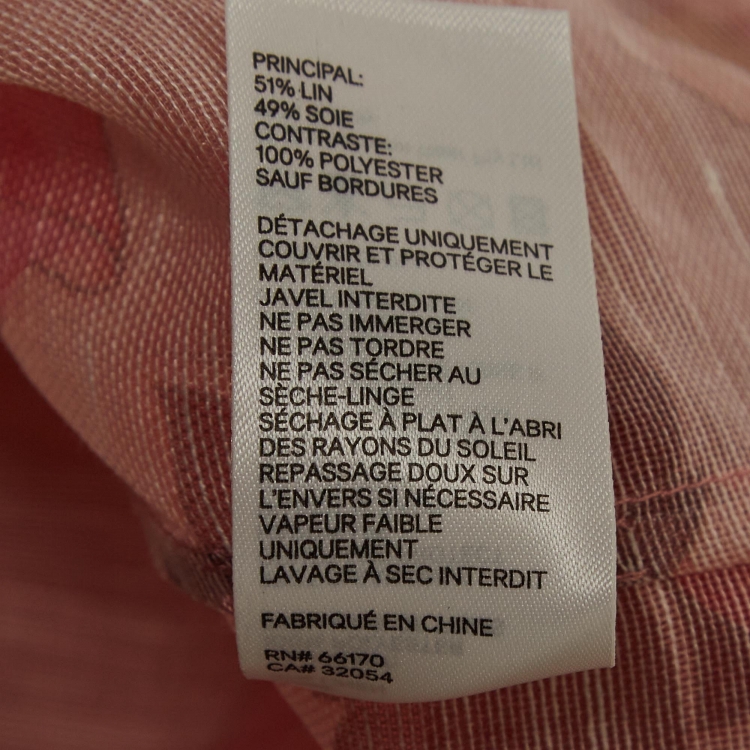 PRINCIPAL:
51% LIN
49% SOIE
CONTRASTE:
100% POLYESTER
SAUF BORDURES
DÉTACHAGE UNIQUEMENT
COUVRIR ET PROTÉGER LE
MATÉRIEL
JAVEL INTERDITE
NE PAS IMMERGER
NE PAS TORDRE
NE PAS SÉCHER AU
SÈCHE-LINGE
SÉCHAGE À PLAT À L'ABRI
DES RAYONS DU SOLEIL
REPASSAGE DOUX SUR
L'ENVERS SI NÉCESSAIRE
VAPEUR FAIBLE
UNIQUEMENT
LAVAGE À SEC INTERDIT
FABRIQUÉ EN CHINE
RN# 66170
CA# 32054